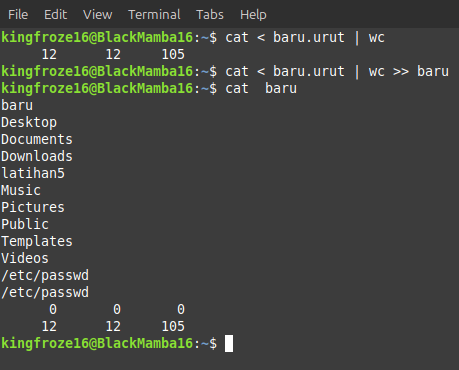 File Edit View Terminal Tabs Help
kingfroze16@BlackMamba16:~$ cat < baru.urut | wc
     12      12     105
kingfroze16@BlackMamba16:~$ cat < baru.urut | wc >> baru
kingfroze16@BlackMamba16:~$ cat  baru
baru
Desktop
Documents
Downloads
latihan5
Music
Pictures
Public
Templates
Videos
/etc/passwd
/etc/passwd
      0       0       0
     12      12     105
kingfroze16@BlackMamba16:~$